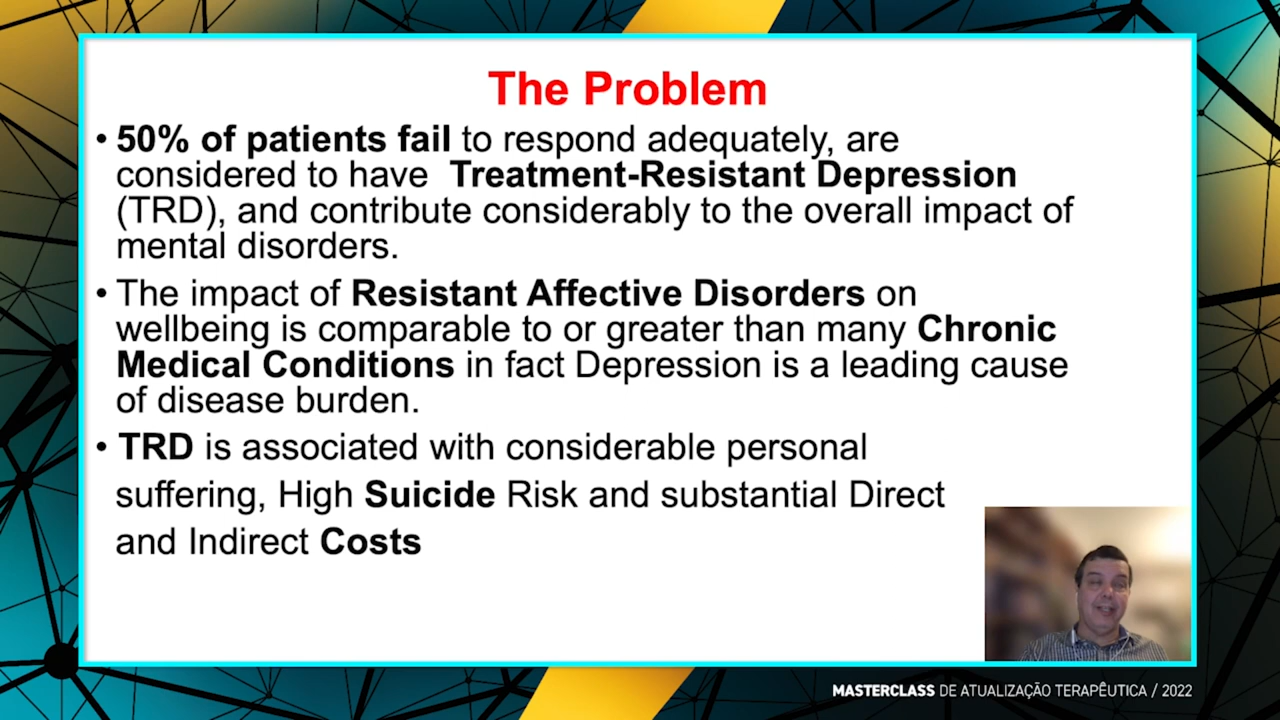 The Problem
• 50% of patients fail to respond adequately, are
considered to have Treatment-Resistant Depression
(TRD), and contribute considerably to the overall impact of
mental disorders.
• The impact of Resistant Affective Disorders on
wellbeing is comparable to or greater than many Chronic
Medical Conditions in fact Depression is a leading cause
of disease burden.
• TRD is associated with considerable personal
suffering, High Suicide Risk and substantial Direct
and Indirect Costs
MASTERCLASS DE ATUALIZAÇÃO TERAPÊUTICA / 2022